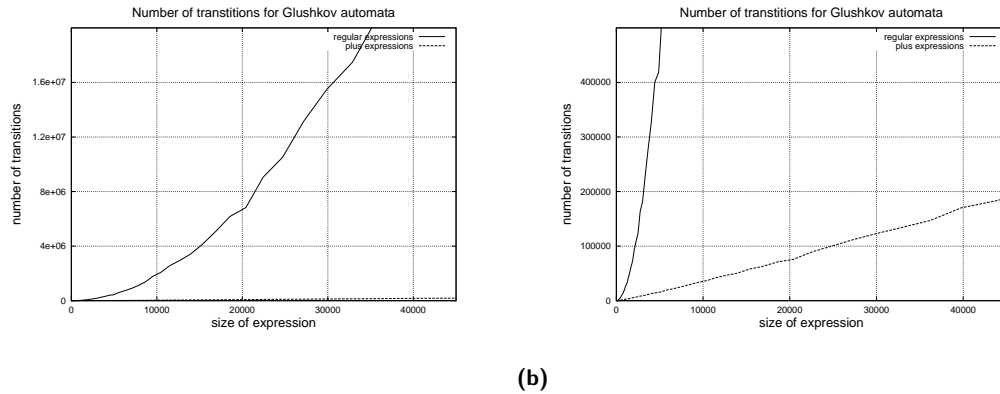 Number of transtitions for Glushkov automata
regular expressions
plus expressions
1.6e+07
1.2e+07
8e+06
4e+06
0
number of transitions
0
10000
20000
30000
40000
size of expression
Number of transtitions for Glushkov automata
regular expressions
plus expressions
400000
300000
200000
100000
0
number of transitions
0
10000
20000
30000
40000
size of expression
(b)